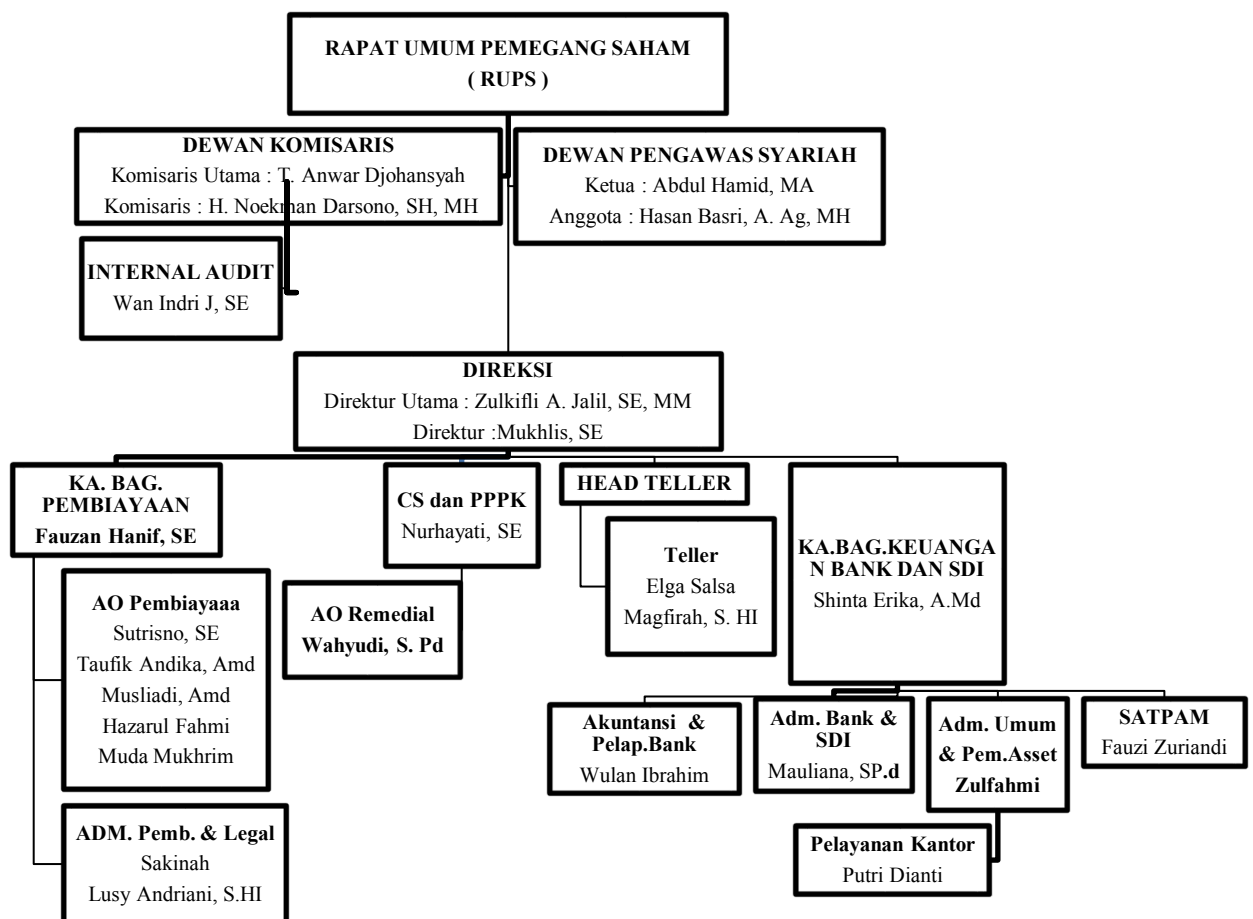 RAPAT UMUM PEMEGANG SAHAM
( RUPS )
DEWAN KOMISARIS
Komisaris Utama : T. Anwar Djohansyah
Komisaris : H. Noekman Darsono, SH, MH
DEWAN PENGAWAS SYARIAH
Ketua : Abdul Hamid, MA
Anggota : Hasan Basri, A. Ag, MH
INTERNAL AUDIT
Wan Indri J, SE
DIREKSI
Direktur Utama : Zulkifli A. Jalil, SE, MM
Direktur :Mukhlis, SE
KA. BAG.
PEMBIAYAAN
Fauzan Hanif, SE
AO Pembiayaaa
Sutrisno, SE
Taufik Andika, Amd
Musliadi, Amd
Hazarul Fahmi
Muda Mukhrim
ADM. Pemb. & Legal
Sakinah
Lusy Andriani, S.HI
CS dan PPPK
Nurhayati, SE
AO Remedial
Wahyudi, S. Pd
HEAD TELLER
Teller
Elga Salsa
Magfirah, S. HI
KA.BAG.KEUANGA
N BANK DAN SDI
Shinta Erika, A.Md
Akuntansi &
Pelap.Bank
Wulan Ibrahim
Adm. Bank &
SDI
Mauliana, SP.d
Adm. Umum
& Pem.Asset
Zulfahmi
SATPAM
Fauzi Zuriandi
Pelayanan Kantor
Putri Dianti